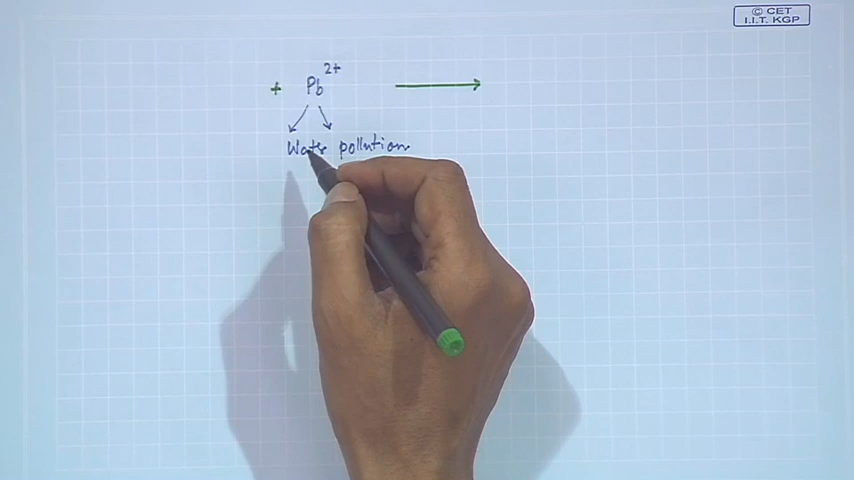 © CET
I.I.T. KGP
+ Pb2+ →
Water pollution